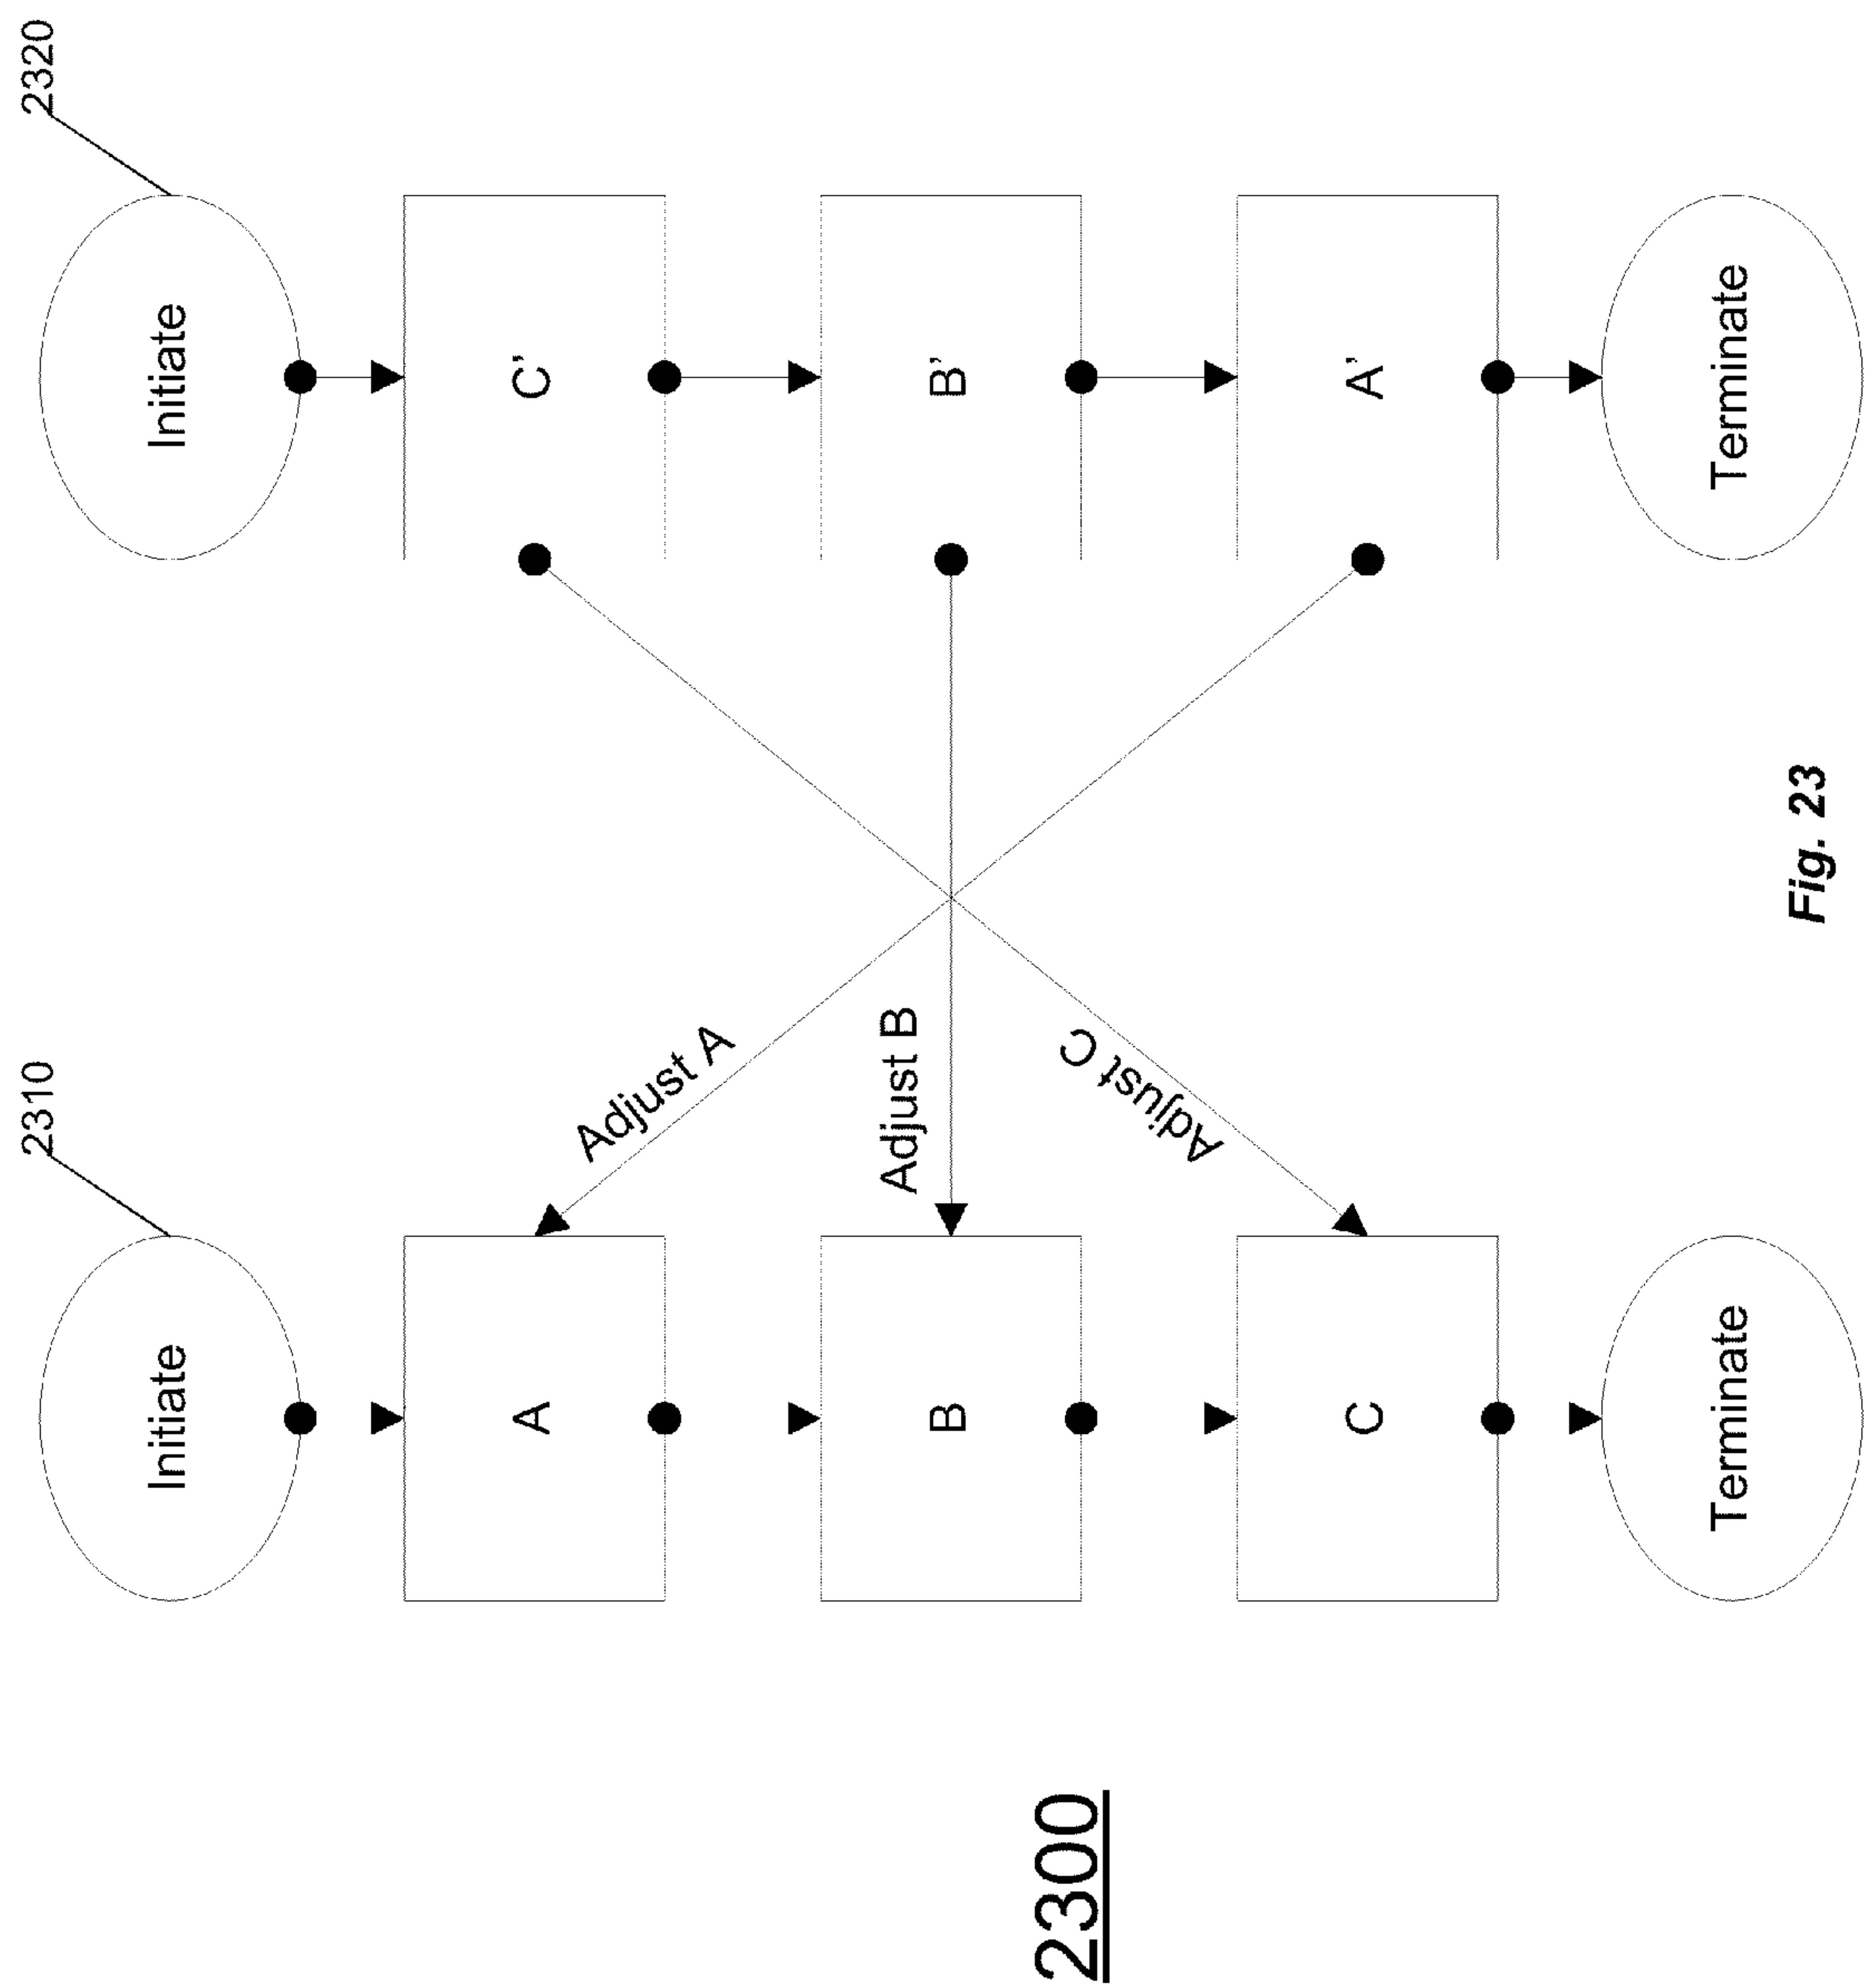 2300
2310
Initiate
A
B
C
Terminate
Adjust A
Adjust B
Adjust C
2320
Initiate
C'
B'
A'
Terminate
Fig. 23